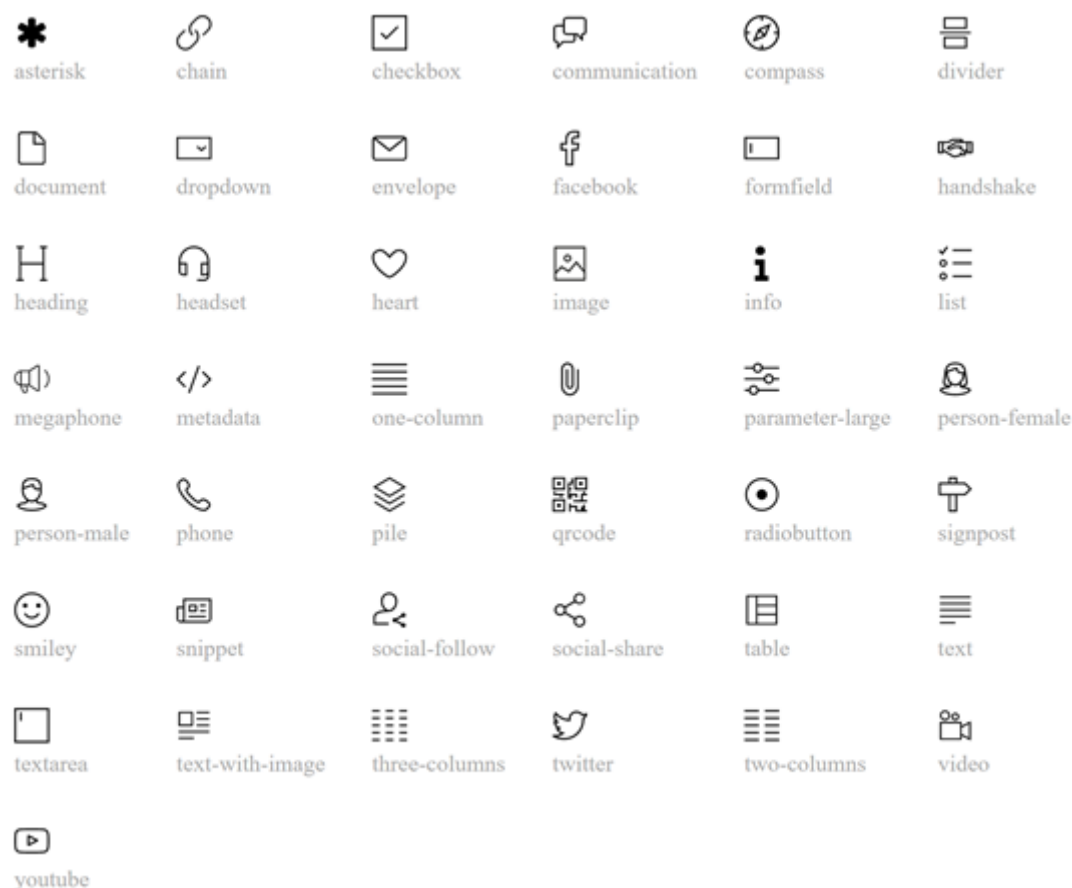 asterisk chain checkbox communication compass divider
document dropdown envelope facebook formfield handshake
heading headset heart image info list
megaphone metadata one-column paperclip parameter-large person-female
person-male phone pile qrcode radiobutton signpost
smiley snippet social-follow social-share table text
textarea text-with-image three-columns twitter two-columns video
youtube